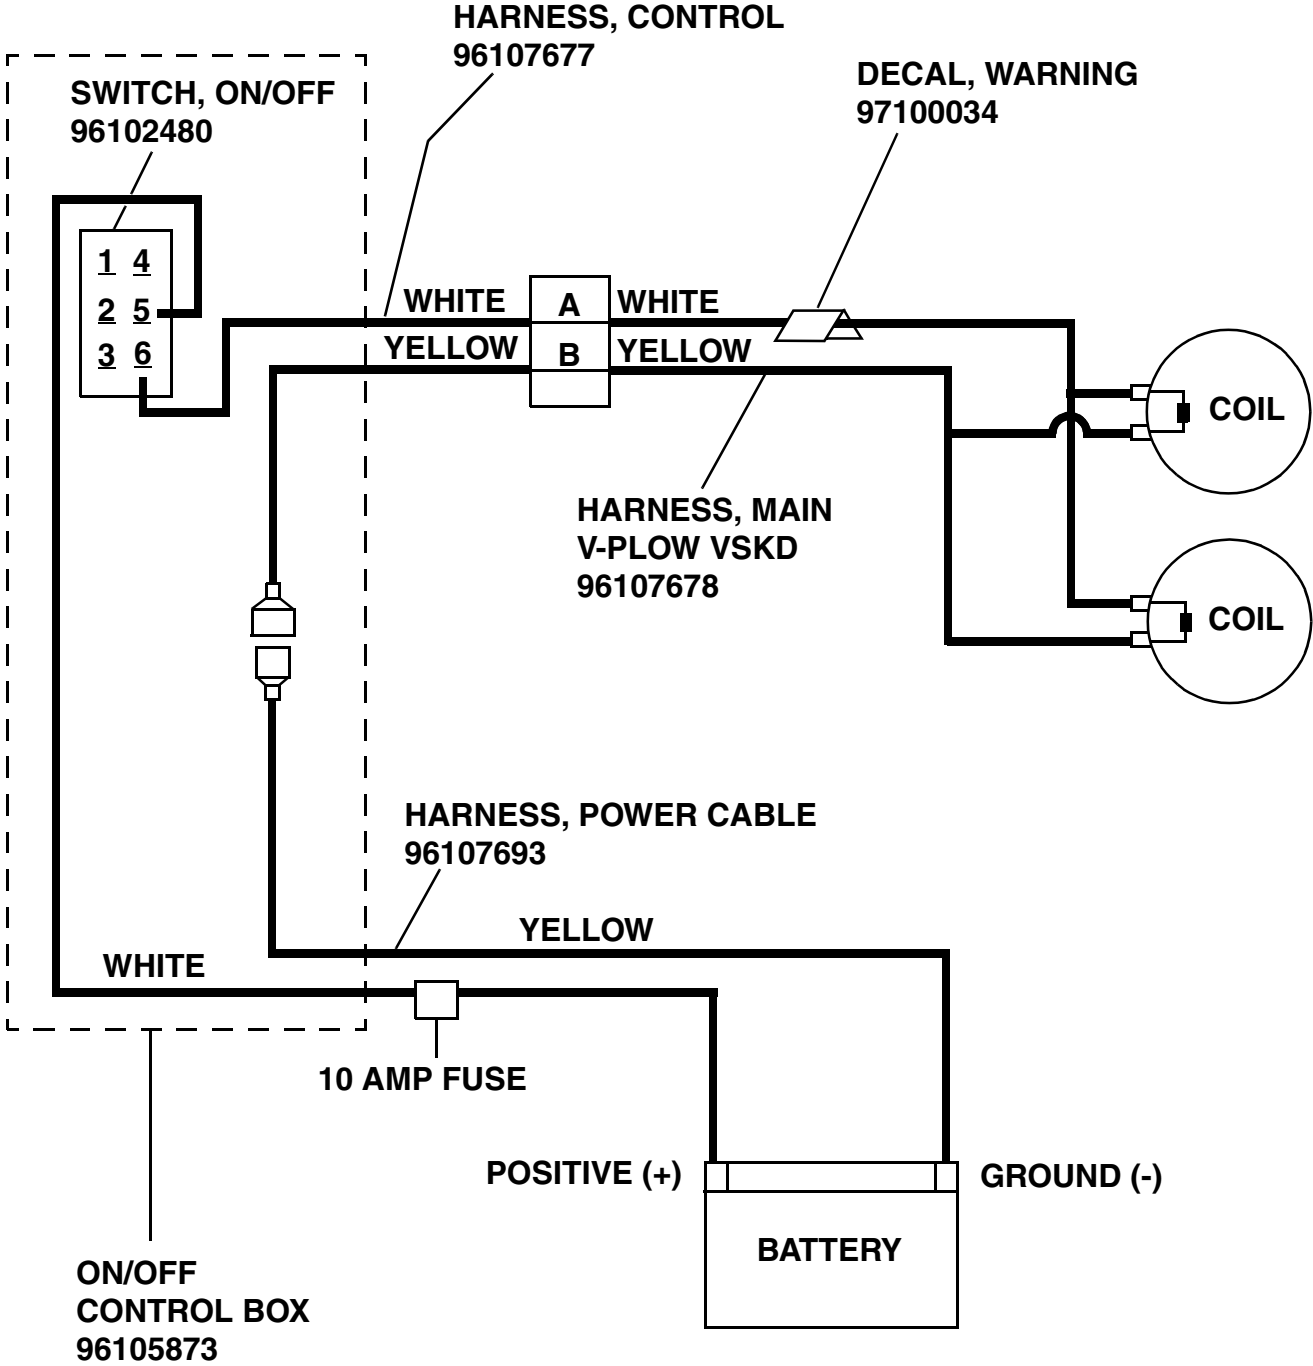 HARNESS, CONTROL
96107677
DECAL, WARNING
97100034
SWITCH, ON/OFF
96102480
1 4
2 5
3 6
WHITE
A
WHITE
YELLOW
B
YELLOW
COIL
HARNESS, MAIN
V-PLOW VSKD
96107678
COIL
HARNESS, POWER CABLE
96107693
YELLOW
WHITE
10 AMP FUSE
POSITIVE (+)
GROUND (-)
BATTERY
ON/OFF
CONTROL BOX
96105873